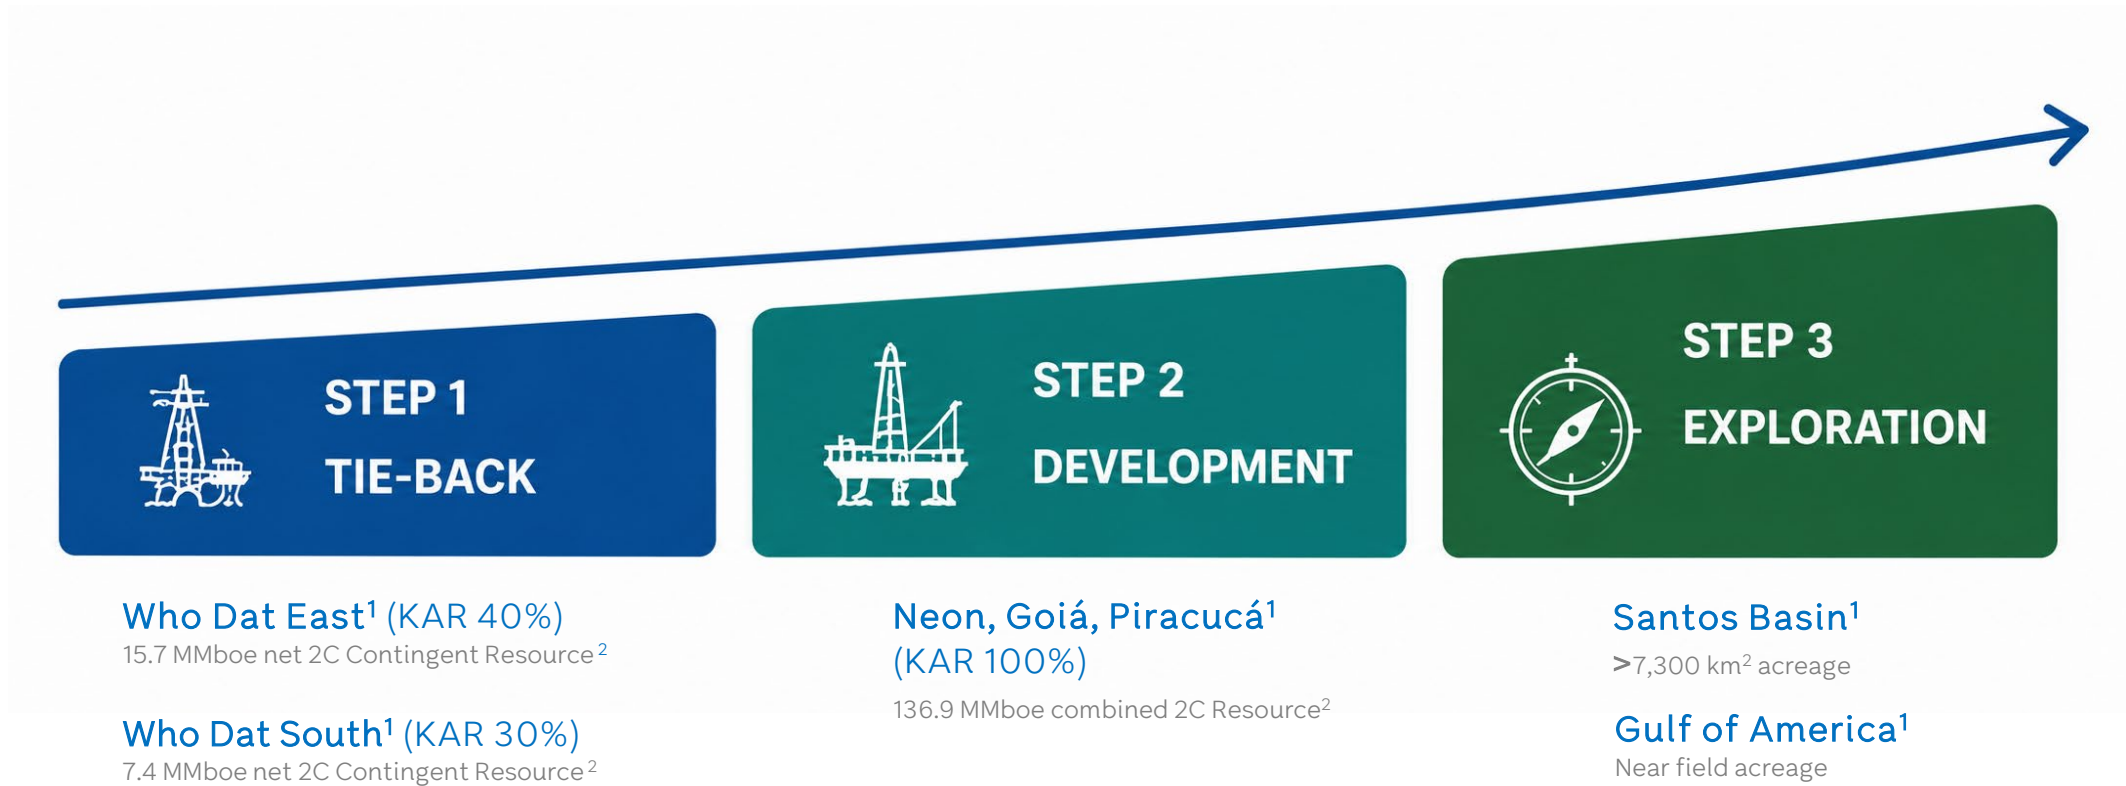 STEP 1
TIE-BACK
Who Dat East¹ (KAR 40%)
15.7 MMboe net 2C Contingent Resource²
Who Dat South¹ (KAR 30%)
7.4 MMboe net 2C Contingent Resource²
STEP 2
DEVELOPMENT
Neon, Goiá, Piracucá¹
(KAR 100%)
136.9 MMboe combined 2C Resource²
STEP 3
EXPLORATION
Santos Basin¹
>7,300 km² acreage
Gulf of America¹
Near field acreage